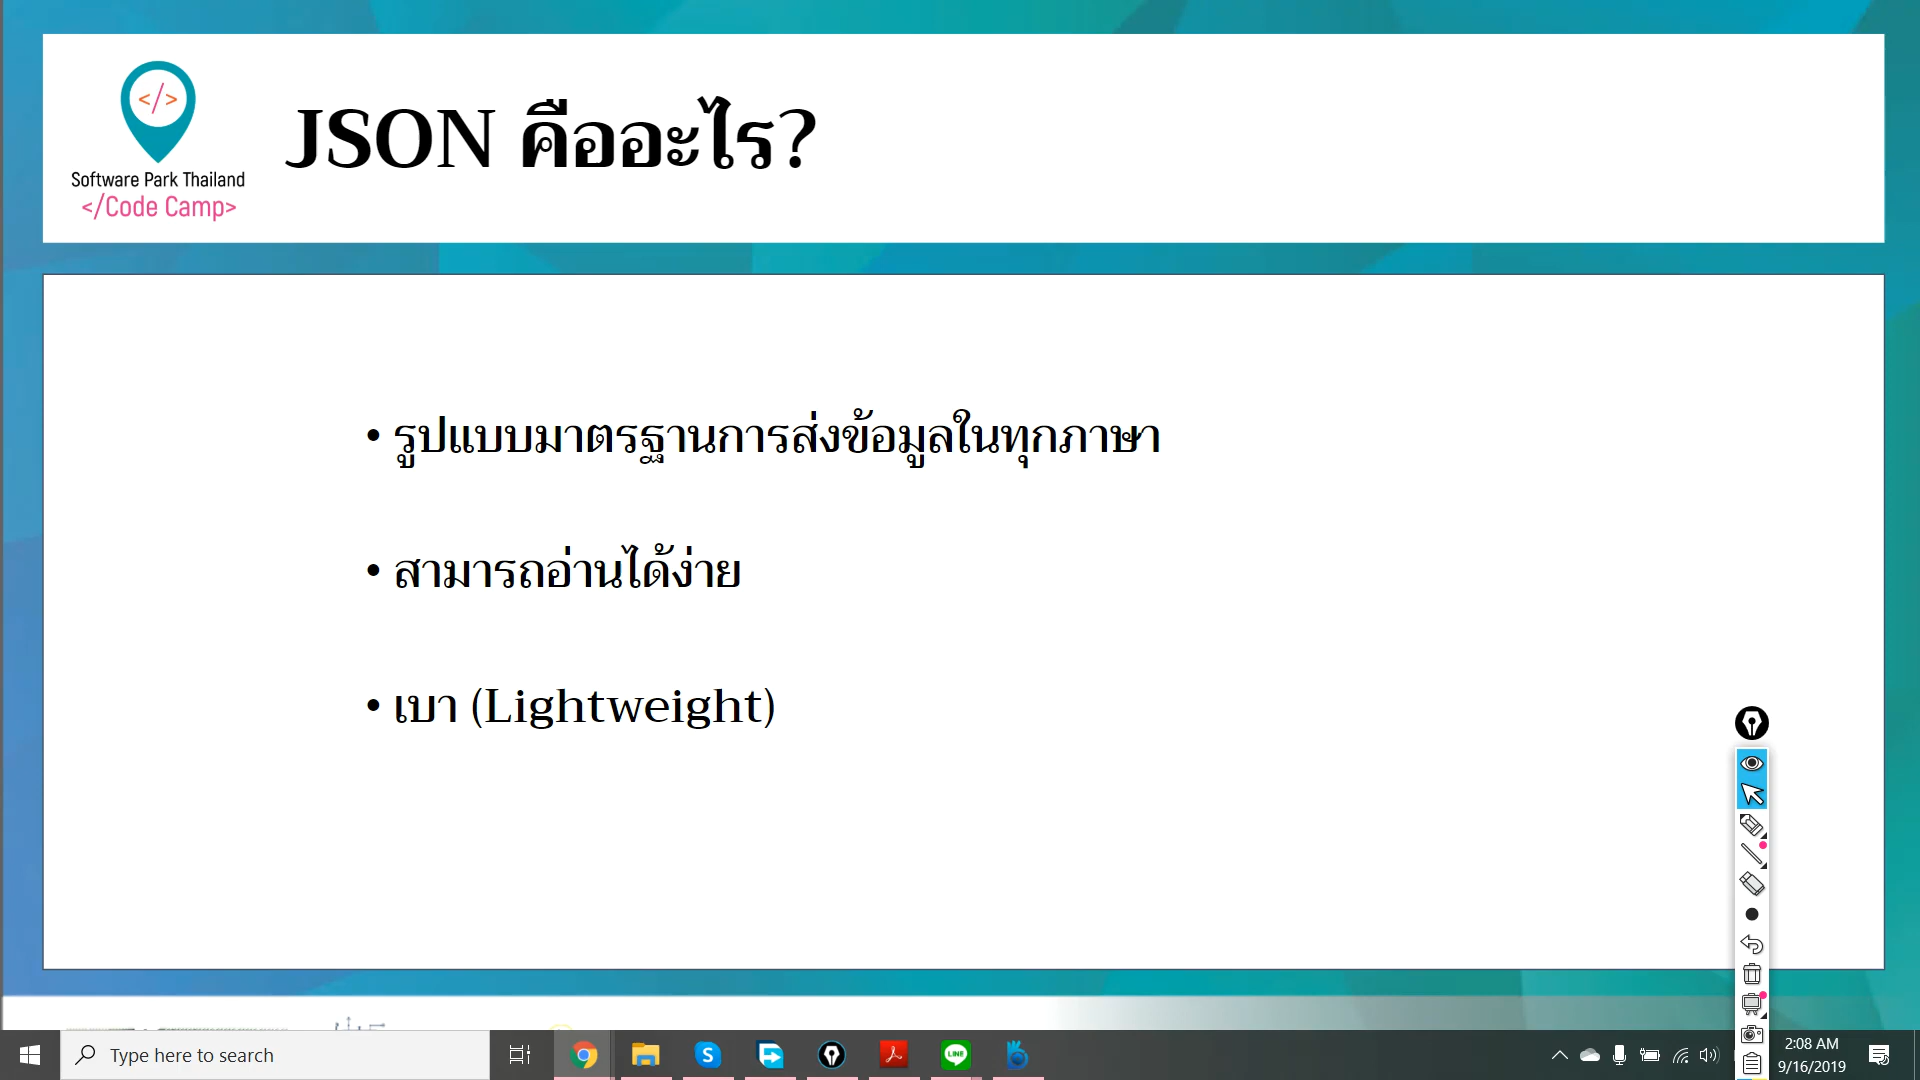 </>
Software Park Thailand
</Code Camp>
JSON คืออะไร?
• รูปแบบมาตรฐานการส่งข้อมูลในทุกภาษา
• สามารถอ่านได้ง่าย
• เบา (Lightweight)
Type here to search
LINE
2:08 AM
9/16/2019